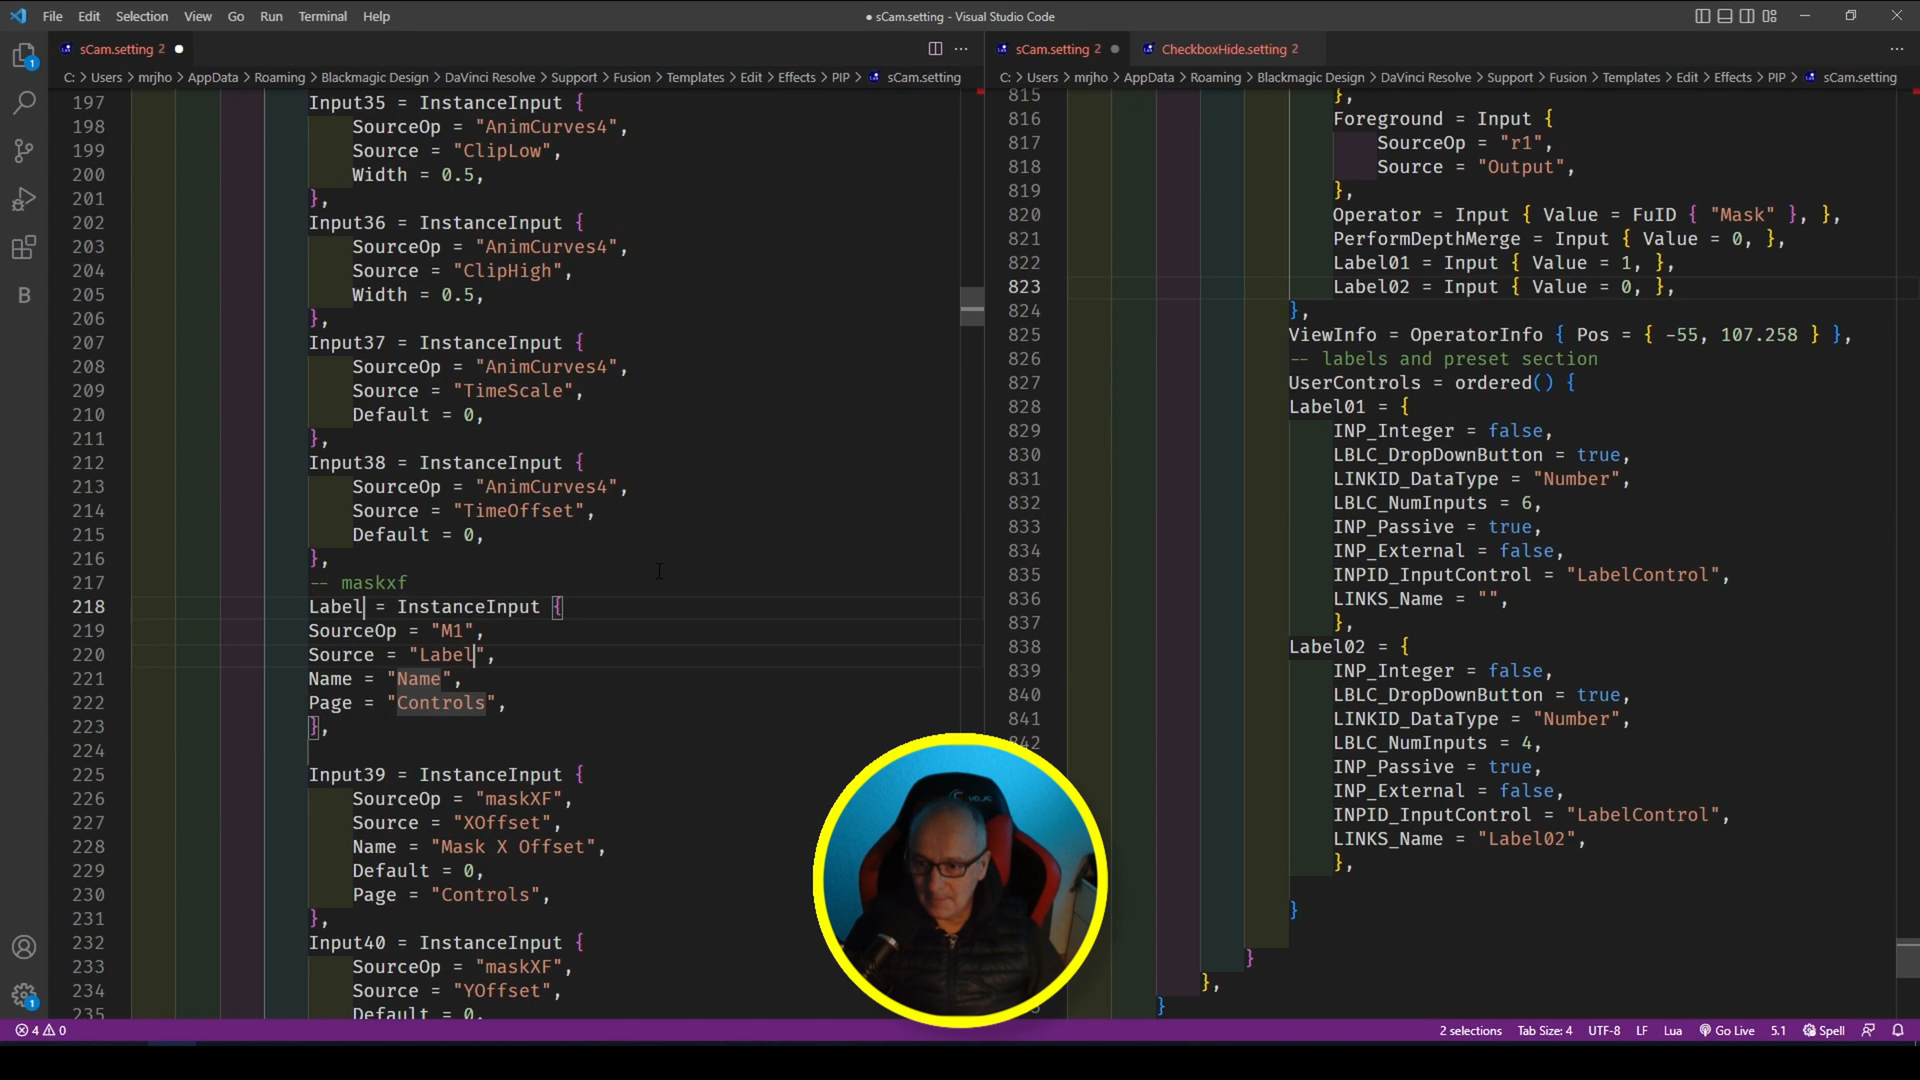 File Edit Selection View Go Run Terminal Help
● sCam.setting - Visual Studio Code
sCam.setting 2
sCam.setting 2
CheckboxHide.setting 2
C: > Users > mrjho > AppData > Roaming > Blackmagic Design > DaVinci Resolve > Support > Fusion > Templates > Edit > Effects > PIP > sCam.setting
C: > Users > mrjho > AppData > Roaming > Blackmagic Design > DaVinci Resolve > Support > Fusion > Templates > Edit > Effects > PIP > sCam.setting
197 Input35 = InstanceInput {
198 SourceOp = "AnimCurves4",
199 Source = "ClipLow",
200 Width = 0.5,
201 },
202 Input36 = InstanceInput {
203 SourceOp = "AnimCurves4",
204 Source = "ClipHigh",
205 Width = 0.5,
206 },
207 Input37 = InstanceInput {
208 SourceOp = "AnimCurves4",
209 Source = "TimeScale",
210 Default = 0,
211 },
212 Input38 = InstanceInput {
213 SourceOp = "AnimCurves4",
214 Source = "TimeOffset",
215 Default = 0,
216 },
217 -- maskxf
218 Label = InstanceInput {
219 SourceOp = "M1",
220 Source = "Label",
221 Name = "Name",
222 Page = "Controls",
223 },
224
225 Input39 = InstanceInput {
226 SourceOp = "maskXF",
227 Source = "XOffset",
228 Name = "Mask X Offset",
229 Default = 0,
230 Page = "Controls",
231 },
232 Input40 = InstanceInput {
233 SourceOp = "maskXF",
234 Source = "YOffset",
235 Default = 0,
815 },
816 Foreground = Input {
817 SourceOp = "r1",
818 Source = "Output",
819 },
820 Operator = Input { Value = FuID { "Mask" }, },
821 PerformDepthMerge = Input { Value = 0, },
822 Label01 = Input { Value = 1, },
823 Label02 = Input { Value = 0, },
824 },
825 ViewInfo = OperatorInfo { Pos = { -55, 107.258 } },
826 -- labels and preset section
827 UserControls = ordered() {
828 Label01 = {
829 INP_Integer = false,
830 LBLC_DropDownButton = true,
831 LINKID_DataType = "Number",
832 LBLC_NumInputs = 6,
833 INP_Passive = true,
834 INP_External = false,
835 INPID_InputControl = "LabelControl",
836 LINKS_Name = "",
837 },
838 Label02 = {
839 INP_Integer = false,
840 LBLC_DropDownButton = true,
841 LINKID_DataType = "Number",
842 LBLC_NumInputs = 4,
INP_Passive = true,
INP_External = false,
INPID_InputControl = "LabelControl",
LINKS_Name = "Label02",
},
}
}
},
}
4 0
2 selections Tab Size: 4 UTF-8 LF Lua Go Live 5.1 Spell